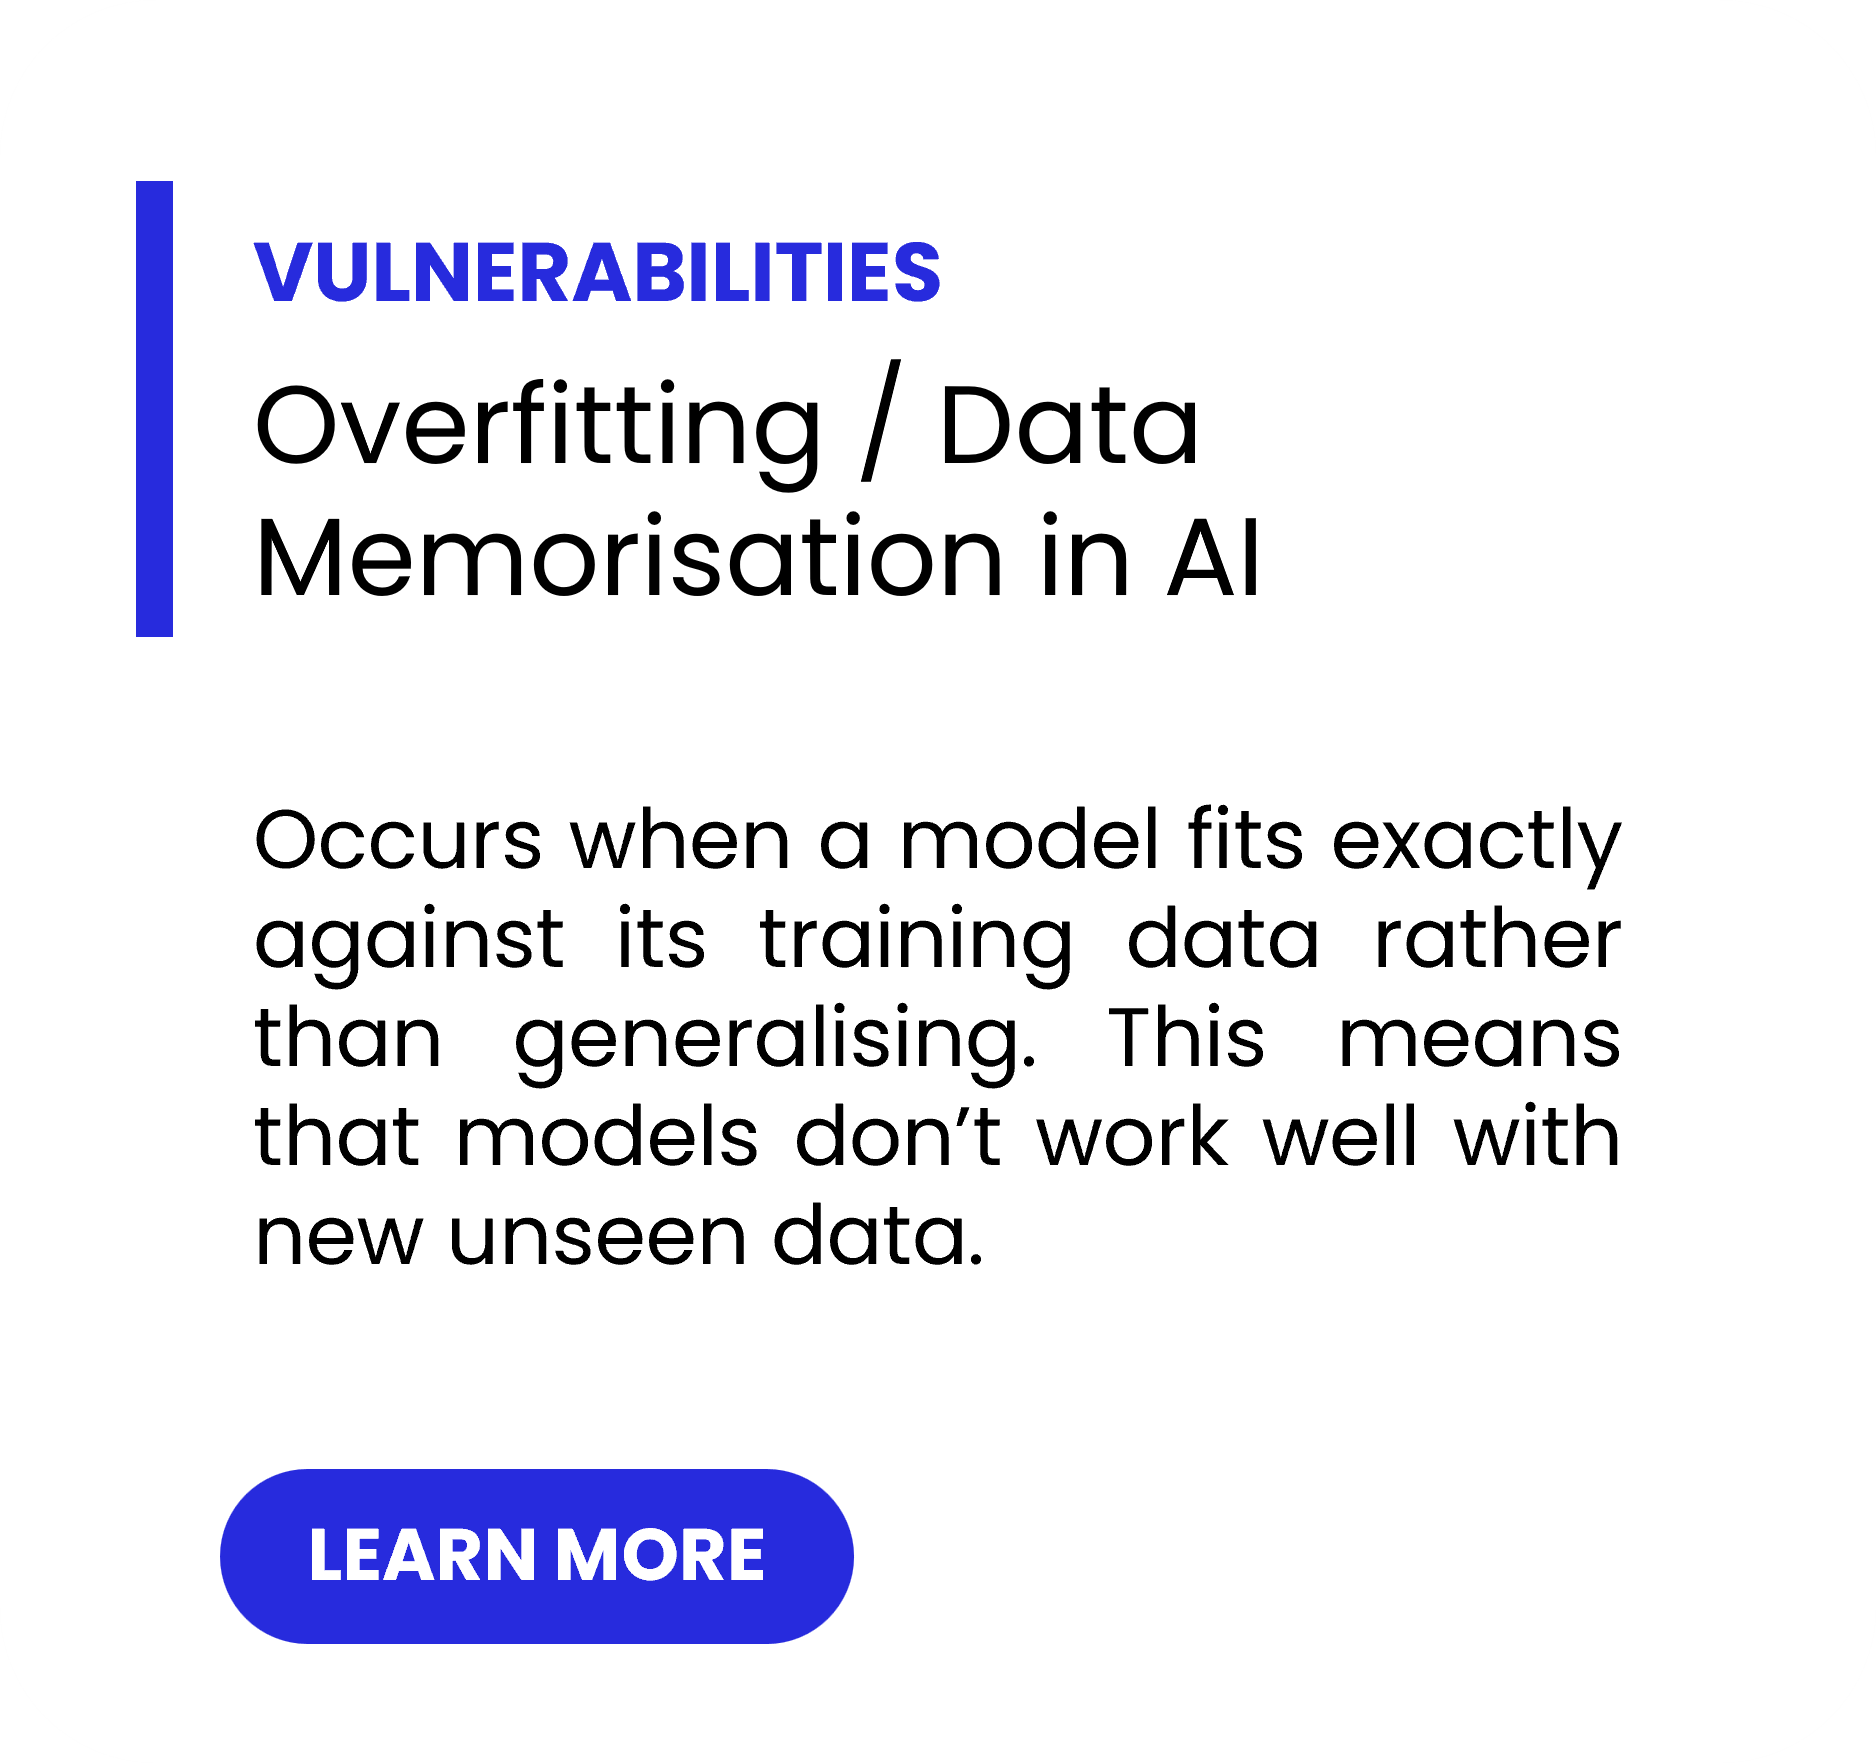 VULNERABILITIES
Overfitting / Data
Memorisation in AI
Occurs when a model fits exactly
against its training data rather
than generalising. This means
that models don’t work well with
new unseen data.
LEARN MORE